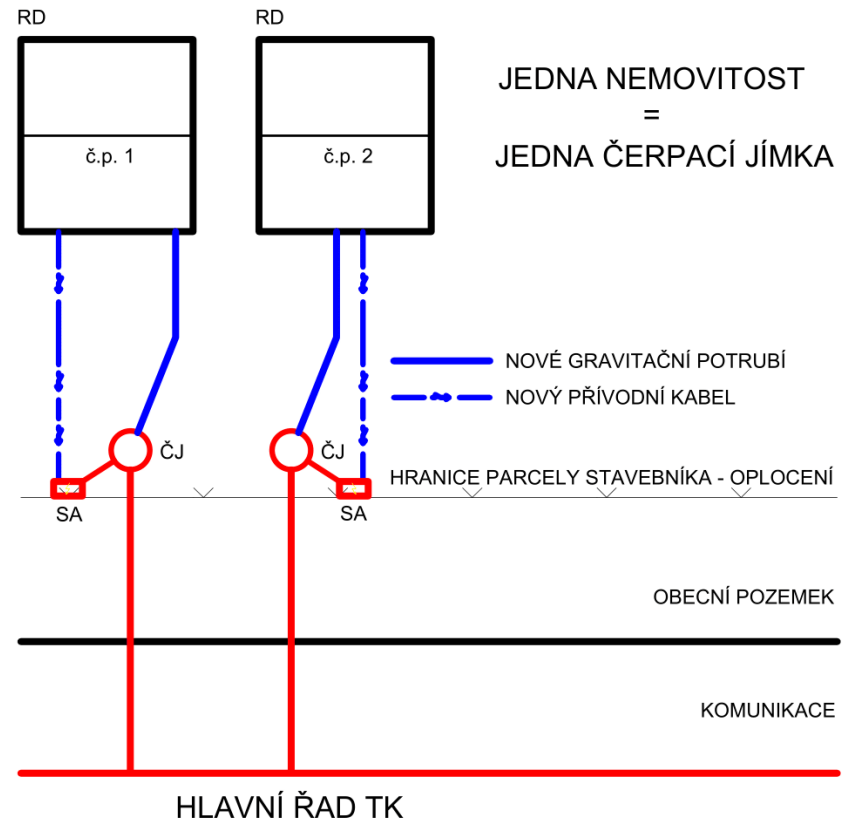 RD
RD
JEDNA NEMOVITOST
=
JEDNA ČERPACÍ JÍMKA
č.p. 1
č.p. 2
NOVÉ GRAVITAČNÍ POTRUBÍ
NOVÝ PŘÍVODNÍ KABEL
ČJ
ČJ
HRANICE PARCELY STAVEBNÍKA - OPLOCENÍ
SA
SA
OBECNÍ POZEMEK
KOMUNIKACE
HLAVNÍ ŘAD TK